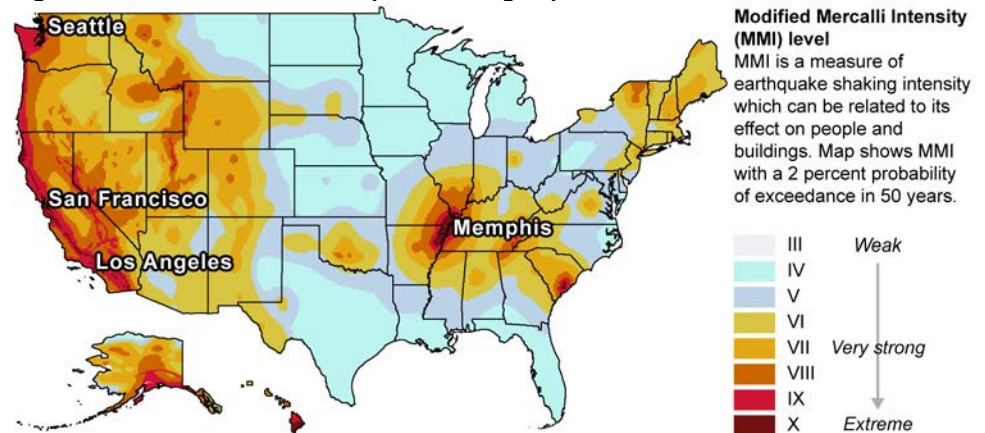 Seattle
San Francisco
Los Angeles
Memphis
Modified Mercalli Intensity
(MMI) level
MMI is a measure of
earthquake shaking intensity
which can be related to its
effect on people and
buildings. Map shows MMI
with a 2 percent probability
of exceedance in 50 years.
III Weak
IV
V
VI
VII Very strong
VIII
IX
X Extreme